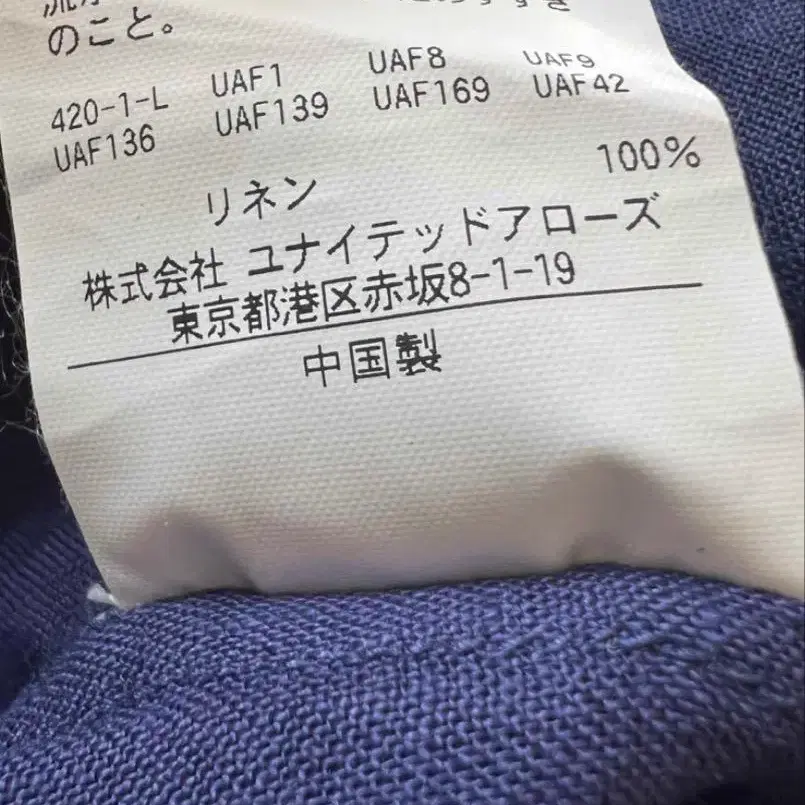 のこと。
420-1-L UAF1 UAF8 UAF9
UAF136 UAF139 UAF169 UAF42
リネン 100%
株式会社 ユナイテッドアローズ
東京都港区赤坂8-1-19
中国製